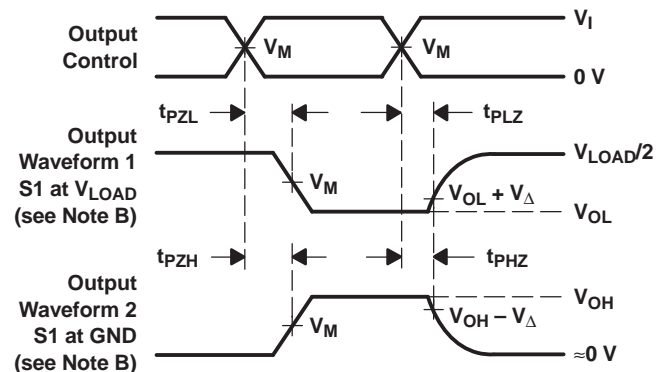 Output
Control
V_M
V_M
V_I
0 V
t_PZL
t_PLZ
Output
Waveform 1
S1 at V_LOAD
(see Note B)
V_M
V_LOAD/2
V_OL + V_Δ
V_OL
t_PZH
t_PHZ
Output
Waveform 2
S1 at GND
(see Note B)
V_M
V_OH
V_OH − V_Δ
≈0 V